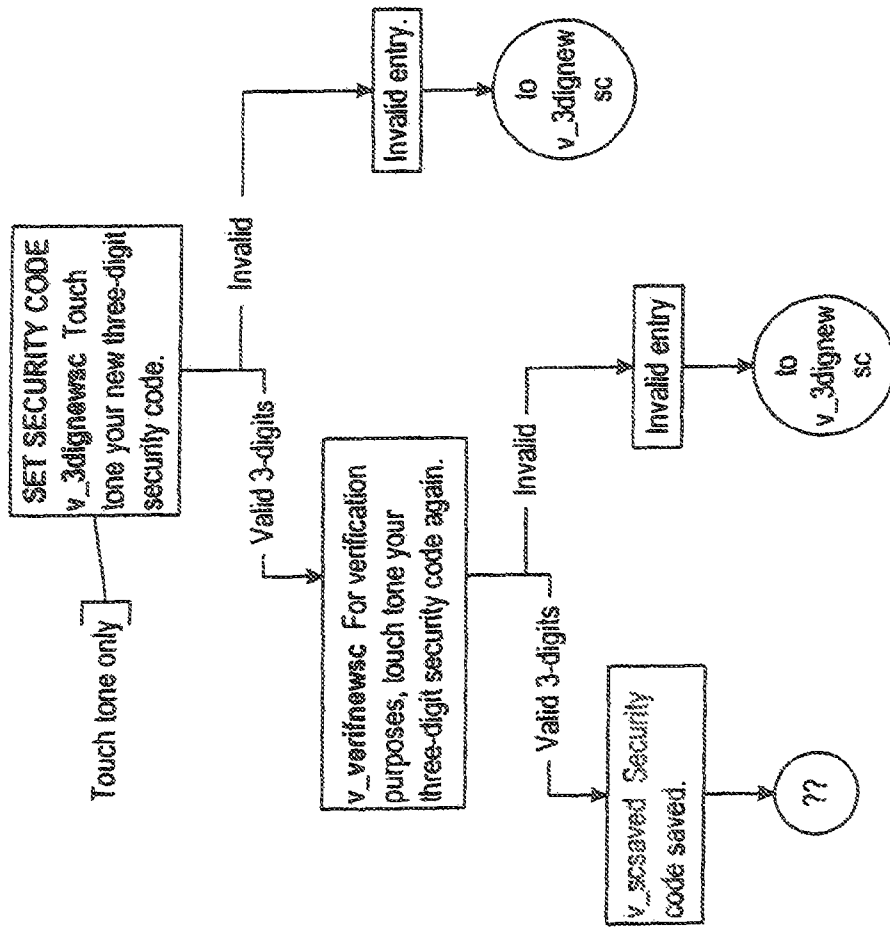 Touch tone only
SET SECURITY CODE
v_3dignewsc Touch
tone your new three-digit
security code.
Valid 3-digits
Invalid
v_verifnewsc For verification
purposes, touch tone your
three-digit security code again.
Invalid entry.
to
v_3dignew
sc
Valid 3-digits
Invalid
v_scsaved Security
code saved.
Invalid entry
??
to
v_3dignew
sc